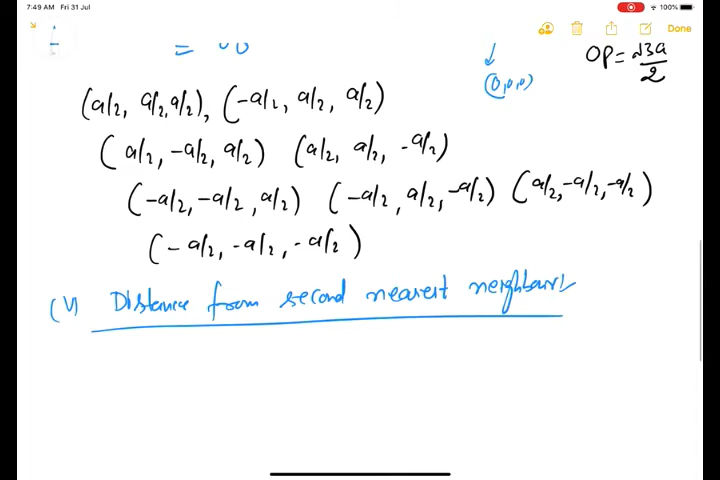 7:49 AM Fri 31 Jul 100%
Done
= 
(0,0,0)
OP = √3a/2
(a/2, a/2, a/2), (-a/2, a/2, a/2)
(a/2, -a/2, a/2) (a/2, a/2, -a/2)
(-a/2, -a/2, a/2) (-a/2, a/2, -a/2) (a/2, -a/2, -a/2)
(-a/2, -a/2, -a/2)
(V) Distance from second nearest neighbours